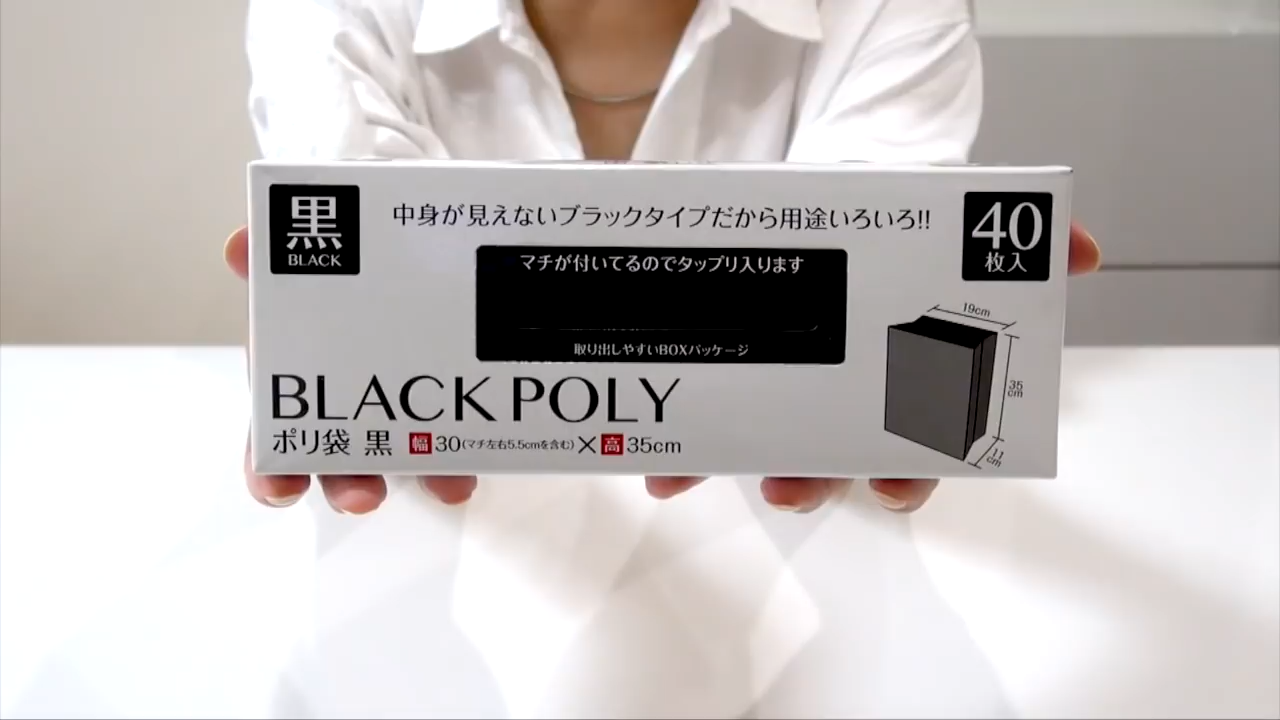 黒
BLACK
中身が見えないブラックタイプだから用途いろいろ!!
40
枚入
マチが付いてるのでタップリ入ります
取り出しやすいBOXパッケージ
BLACK POLY
ポリ袋 黒 幅30(マチ左右5.5cmを含む)×高35cm
19cm
35cm
11cm